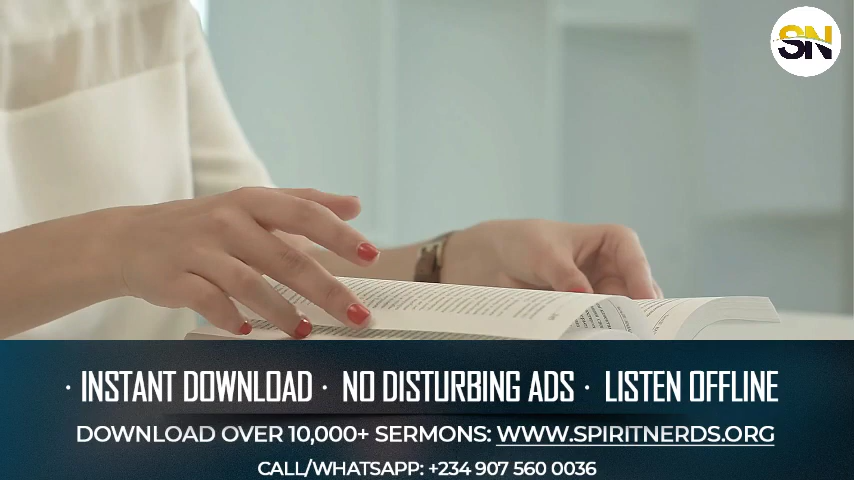 SN
· INSTANT DOWNLOAD · NO DISTURBING ADS · LISTEN OFFLINE
DOWNLOAD OVER 10,000+ SERMONS: WWW.SPIRITNERDS.ORG
CALL/WHATSAPP: +234 907 560 0036